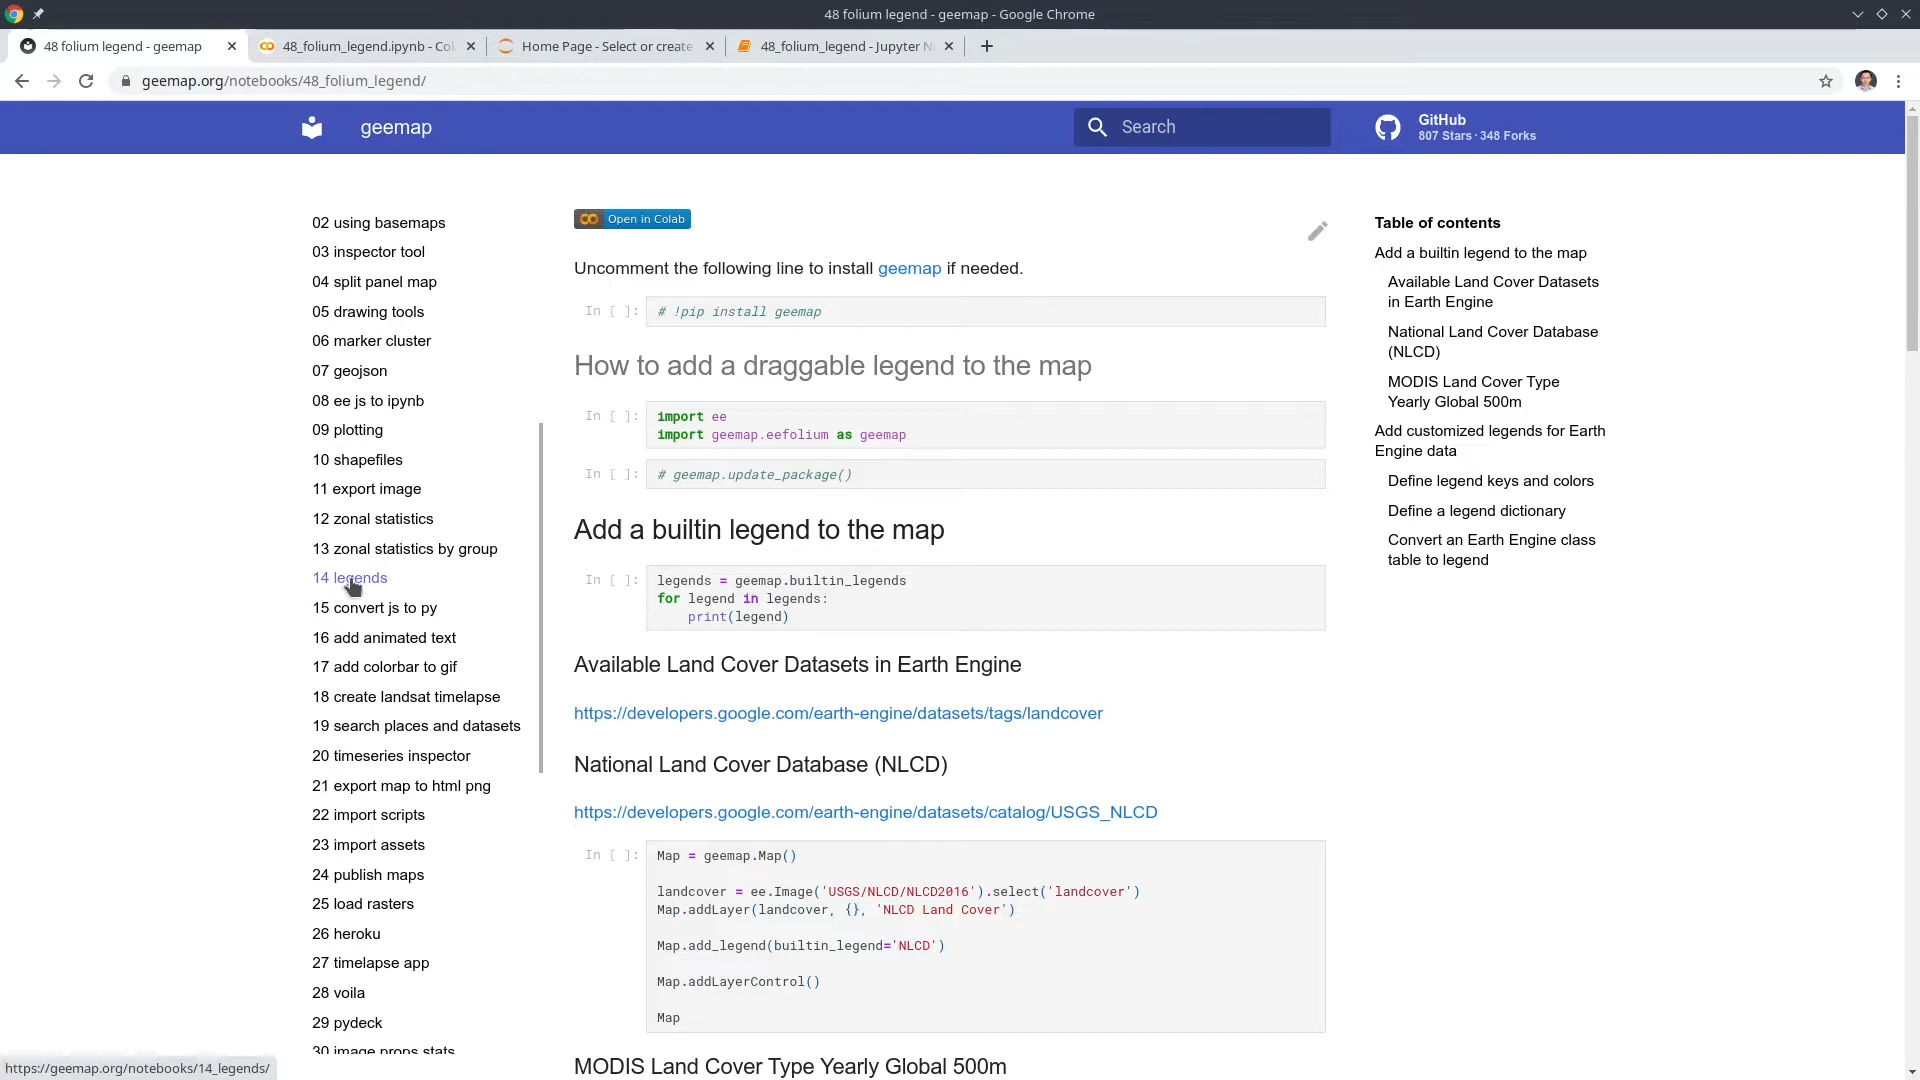 48 folium legend - geemap - Google Chrome
48 folium legend - geemap
48_folium_legend.ipynb - Co
Home Page - Select or create
48_folium_legend - Jupyter N
geemap.org/notebooks/48_folium_legend/
geemap
Search
GitHub
807 Stars · 348 Forks
02 using basemaps
03 inspector tool
04 split panel map
05 drawing tools
06 marker cluster
07 geojson
08 ee js to ipynb
09 plotting
10 shapefiles
11 export image
12 zonal statistics
13 zonal statistics by group
14 legends
15 convert js to py
16 add animated text
17 add colorbar to gif
18 create landsat timelapse
19 search places and datasets
20 timeseries inspector
21 export map to html png
22 import scripts
23 import assets
24 publish maps
25 load rasters
26 heroku
27 timelapse app
28 voila
29 pydeck
30 image props stats
https://geemap.org/notebooks/14_legends/
Open in Colab
Uncomment the following line to install geemap if needed.
In [ ]: # !pip install geemap
How to add a draggable legend to the map
In [ ]: import ee
import geemap.eefolium as geemap
In [ ]: # geemap.update_package()
Add a builtin legend to the map
In [ ]: legends = geemap.builtin_legends
for legend in legends:
print(legend)
Available Land Cover Datasets in Earth Engine
https://developers.google.com/earth-engine/datasets/tags/landcover
National Land Cover Database (NLCD)
https://developers.google.com/earth-engine/datasets/catalog/USGS_NLCD
In [ ]: Map = geemap.Map()
landcover = ee.Image('USGS/NLCD/NLCD2016').select('landcover')
Map.addLayer(landcover, {}, 'NLCD Land Cover')
Map.add_legend(builtin_legend='NLCD')
Map.addLayerControl()
Map
MODIS Land Cover Type Yearly Global 500m
Table of contents
Add a builtin legend to the map
Available Land Cover Datasets
in Earth Engine
National Land Cover Database
(NLCD)
MODIS Land Cover Type
Yearly Global 500m
Add customized legends for Earth
Engine data
Define legend keys and colors
Define a legend dictionary
Convert an Earth Engine class
table to legend